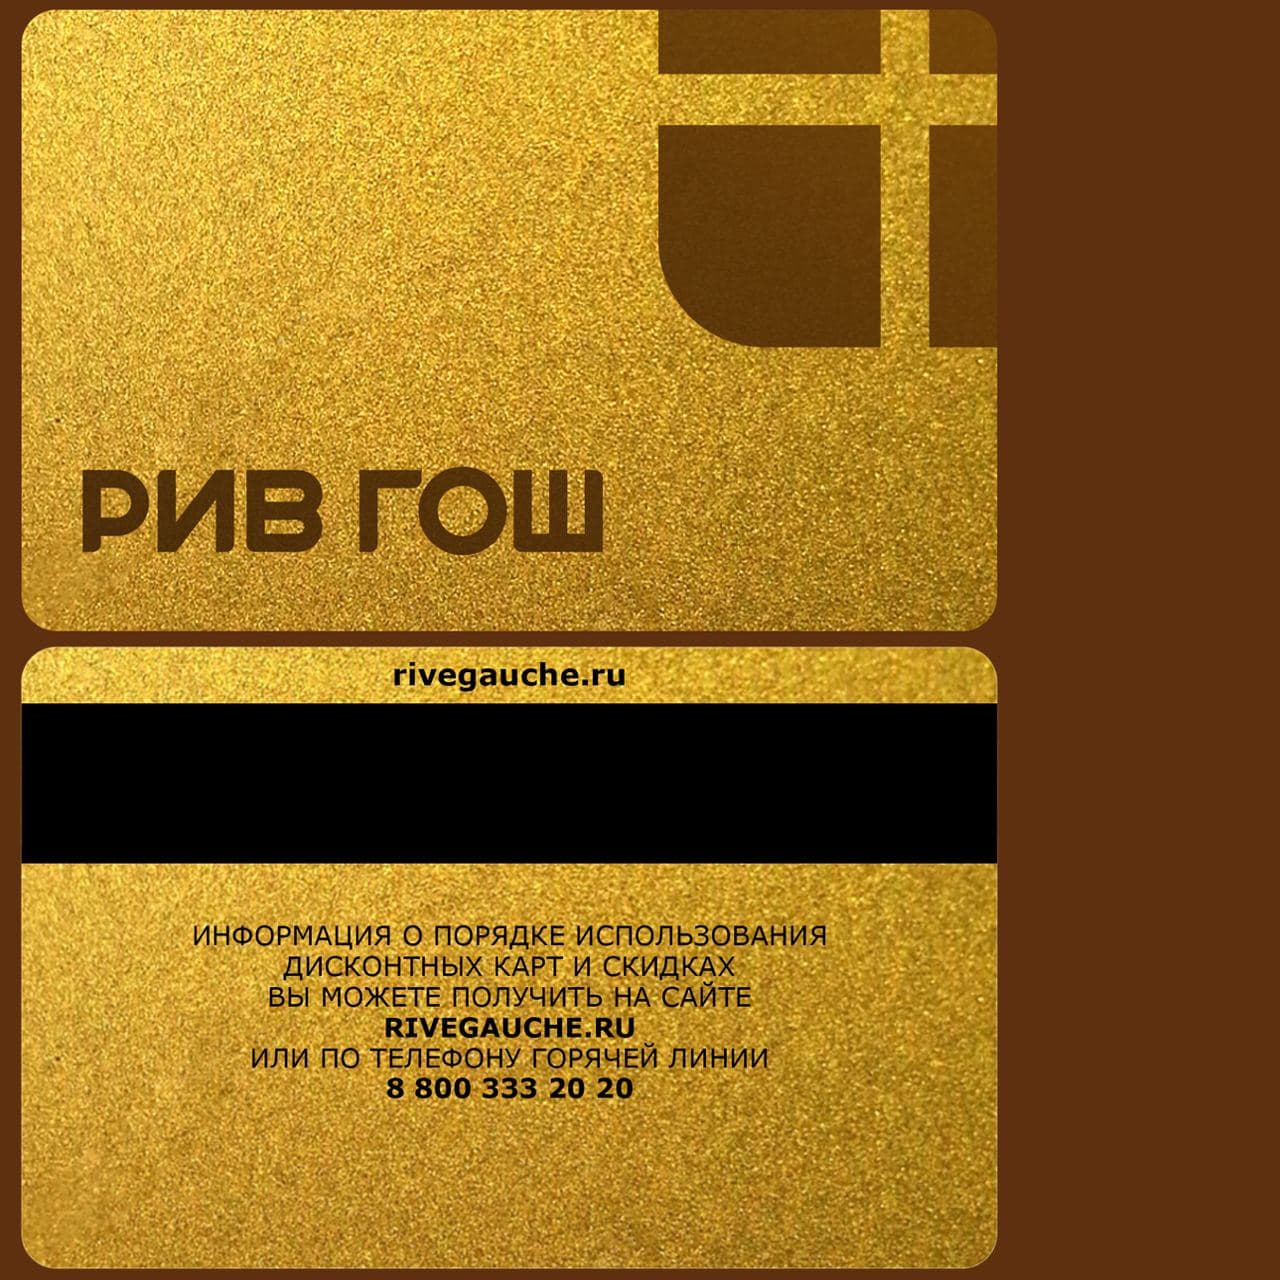 РИВ ГОШ
rivegauche.ru
ИНФОРМАЦИЯ О ПОРЯДКЕ ИСПОЛЬЗОВАНИЯ
ДИСКОНТНЫХ КАРТ И СКИДКАХ
ВЫ МОЖЕТЕ ПОЛУЧИТЬ НА САЙТЕ
RIVEGAUCHE.RU
ИЛИ ПО ТЕЛЕФОНУ ГОРЯЧЕЙ ЛИНИИ
8 800 333 20 20